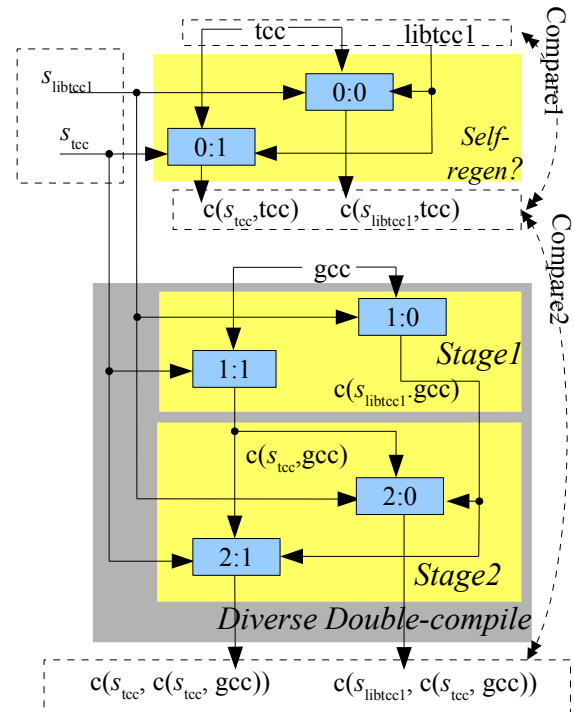 tcc
libtcc1
Compare1
s_libtcc1
0:0
s_tcc
0:1
Self-
regen?
c(s_tcc,tcc)
c(s_libtcc1,tcc)
Compare2
gcc
1:0
Stage1
1:1
c(s_libtcc1.gcc)
c(s_tcc,gcc)
2:0
2:1
Stage2
Diverse Double-compile
c(s_tcc, c(s_tcc, gcc))
c(s_libtcc1, c(s_tcc, gcc))